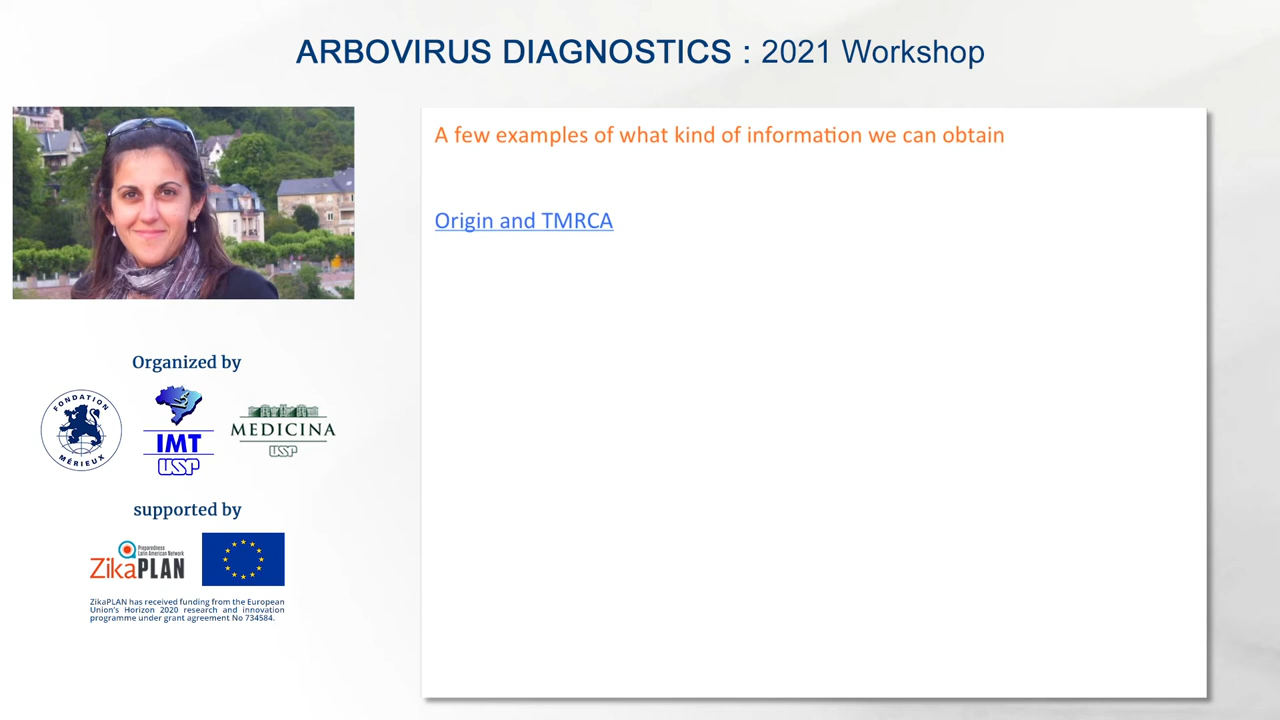 ARBOVIRUS DIAGNOSTICS : 2021 Workshop
A few examples of what kind of information we can obtain
Origin and TMRCA
Organized by
FONDATION
MÉRIEUX
IMT
USP
MEDICINA
USP
supported by
Preparedness
Latin American Network
ZikaPLAN
ZikaPLAN has received funding from the European
Union's Horizon 2020 research and innovation
programme under grant agreement No 734584.